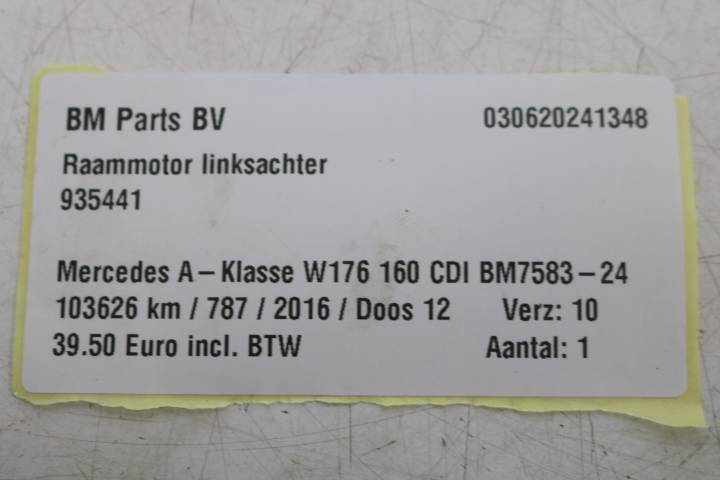 BM Parts BV 030620241348
Raammotor linksachter
935441
Mercedes A-Klasse W176 160 CDI BM7583-24
103626 km / 787 / 2016 / Doos 12 Verz: 10
39.50 Euro incl. BTW Aantal: 1